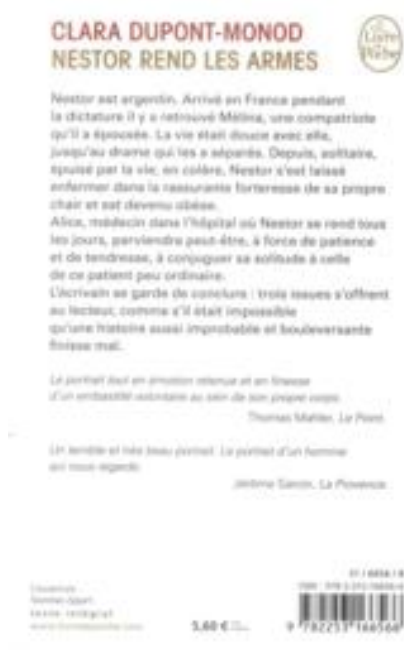 CLARA DUPONT-MONOD
NESTOR REND LES ARMES
Le Livre
de Poche
Nestor est argentin. Arrivé en France pendant
la dictature il y a retrouvé Mélina, une compatriote
qu'il a épousée. La vie était douce avec elle,
jusqu'au drame qui les a séparés. Depuis, solitaire,
épuisé par la vie, en colère, Nestor s'est laissé
enfermer dans la rassurante forteresse de sa propre
chair et est devenu obèse.
Alice, médecin dans l'hôpital où Nestor se rend tous
les jours, parviendra peut-être, à force de patience
et de tendresse, à conjuguer sa solitude à celle
de ce patient peu ordinaire.
L'écrivain se garde de conclure : trois issues s'offrent
au lecteur, comme s'il était impossible
qu'une histoire aussi improbable et bouleversante
finisse mal.
Le portrait tout en émotion retenue et en finesse
d'un embastillé volontaire au sein de son propre corps.
Thomas Mahler, Le Point.
Un terrible et très beau portrait. Le portrait d'un homme
qui nous regarde.
Jérôme Garcin, La Provence.
Couverture :
texte intégral
5,60 €
9 782253 166566